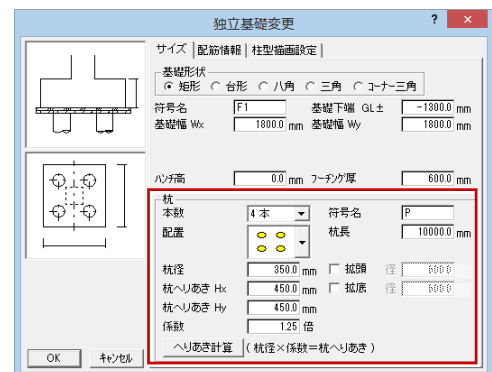 独立基礎変更 ? ×
サイズ 配筋情報 柱型描画設定
基礎形状
矩形 台形 八角 三角 コーナー三角
符号名 F1 基礎下端 GL± -1300.0 mm
基礎幅 Wx 1800.0 mm 基礎幅 Wy 1800.0 mm
ハンチ高 0.0 mm フーチング厚 600.0 mm
杭
本数 4 本 符号名 P
配置 杭長 10000.0 mm
杭径 350.0 mm 拡頭 径 600.0
杭へりあき Hx 450.0 mm 拡底 径 600.0
杭へりあき Hy 450.0 mm
係数 1.25 倍
へりあき計算 ( 杭径×係数=杭へりあき )
OK キャンセル